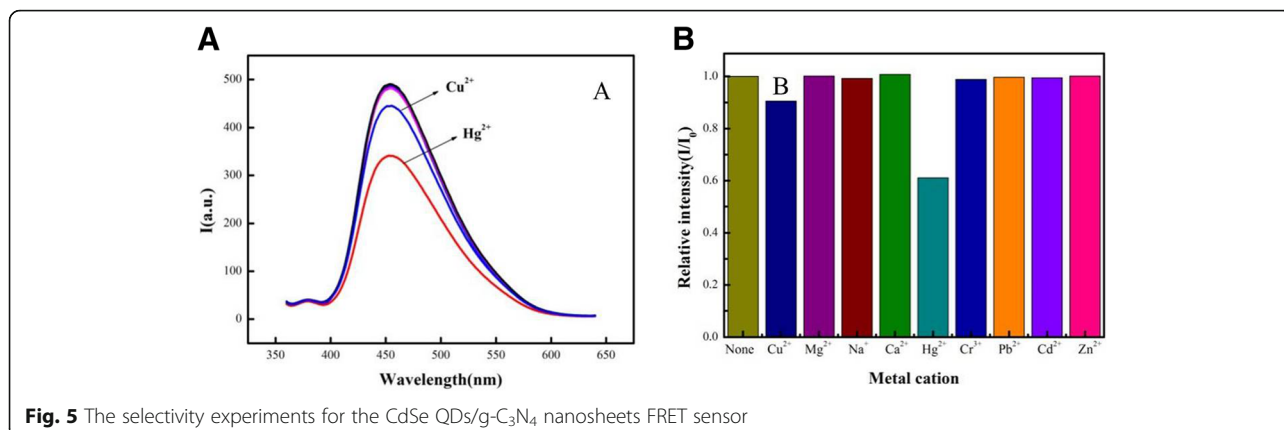 A
B
500
400
300
200
100
0
I(a.u.)
Cu²⁺
Hg²⁺
A
350 400 450 500 550 600 650
Wavelength(nm)
1.0
0.8
0.6
0.4
0.2
0.0
Relative intensity(I/I₀)
B
None Cu²⁺ Mg²⁺ Na⁺ Ca²⁺ Hg²⁺ Cr³⁺ Pb²⁺ Cd²⁺ Zn²⁺
Metal cation
Fig. 5 The selectivity experiments for the CdSe QDs/g-C₃N₄ nanosheets FRET sensor